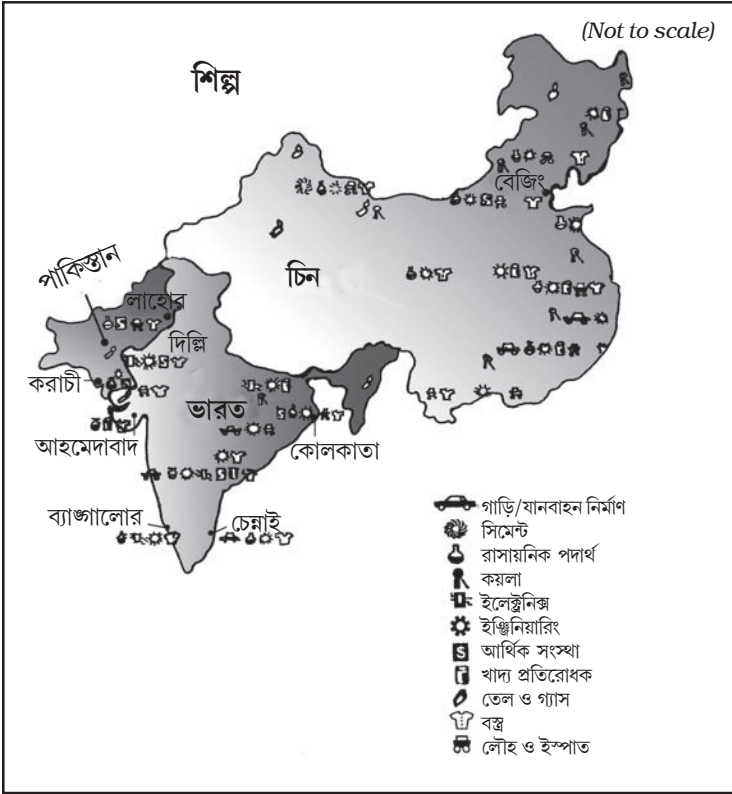 (Not to scale)
শিল্প
বেজিং
চিন
পাকিস্তান
লাহোর
দিল্লি
করাচী
ভারত
আহমেদাবাদ
কোলকাতা
ব্যাঙ্গালোর
চেন্নাই
গাড়ি/যানবাহন নির্মাণ
সিমেন্ট
রাসায়নিক পদার্থ
কয়লা
ইলেক্ট্রনিক্স
ইঞ্জিনিয়ারিং
আর্থিক সংস্থা
খাদ্য প্রতিরোধক
তেল ও গ্যাস
বস্ত্র
লৌহ ও ইস্পাত